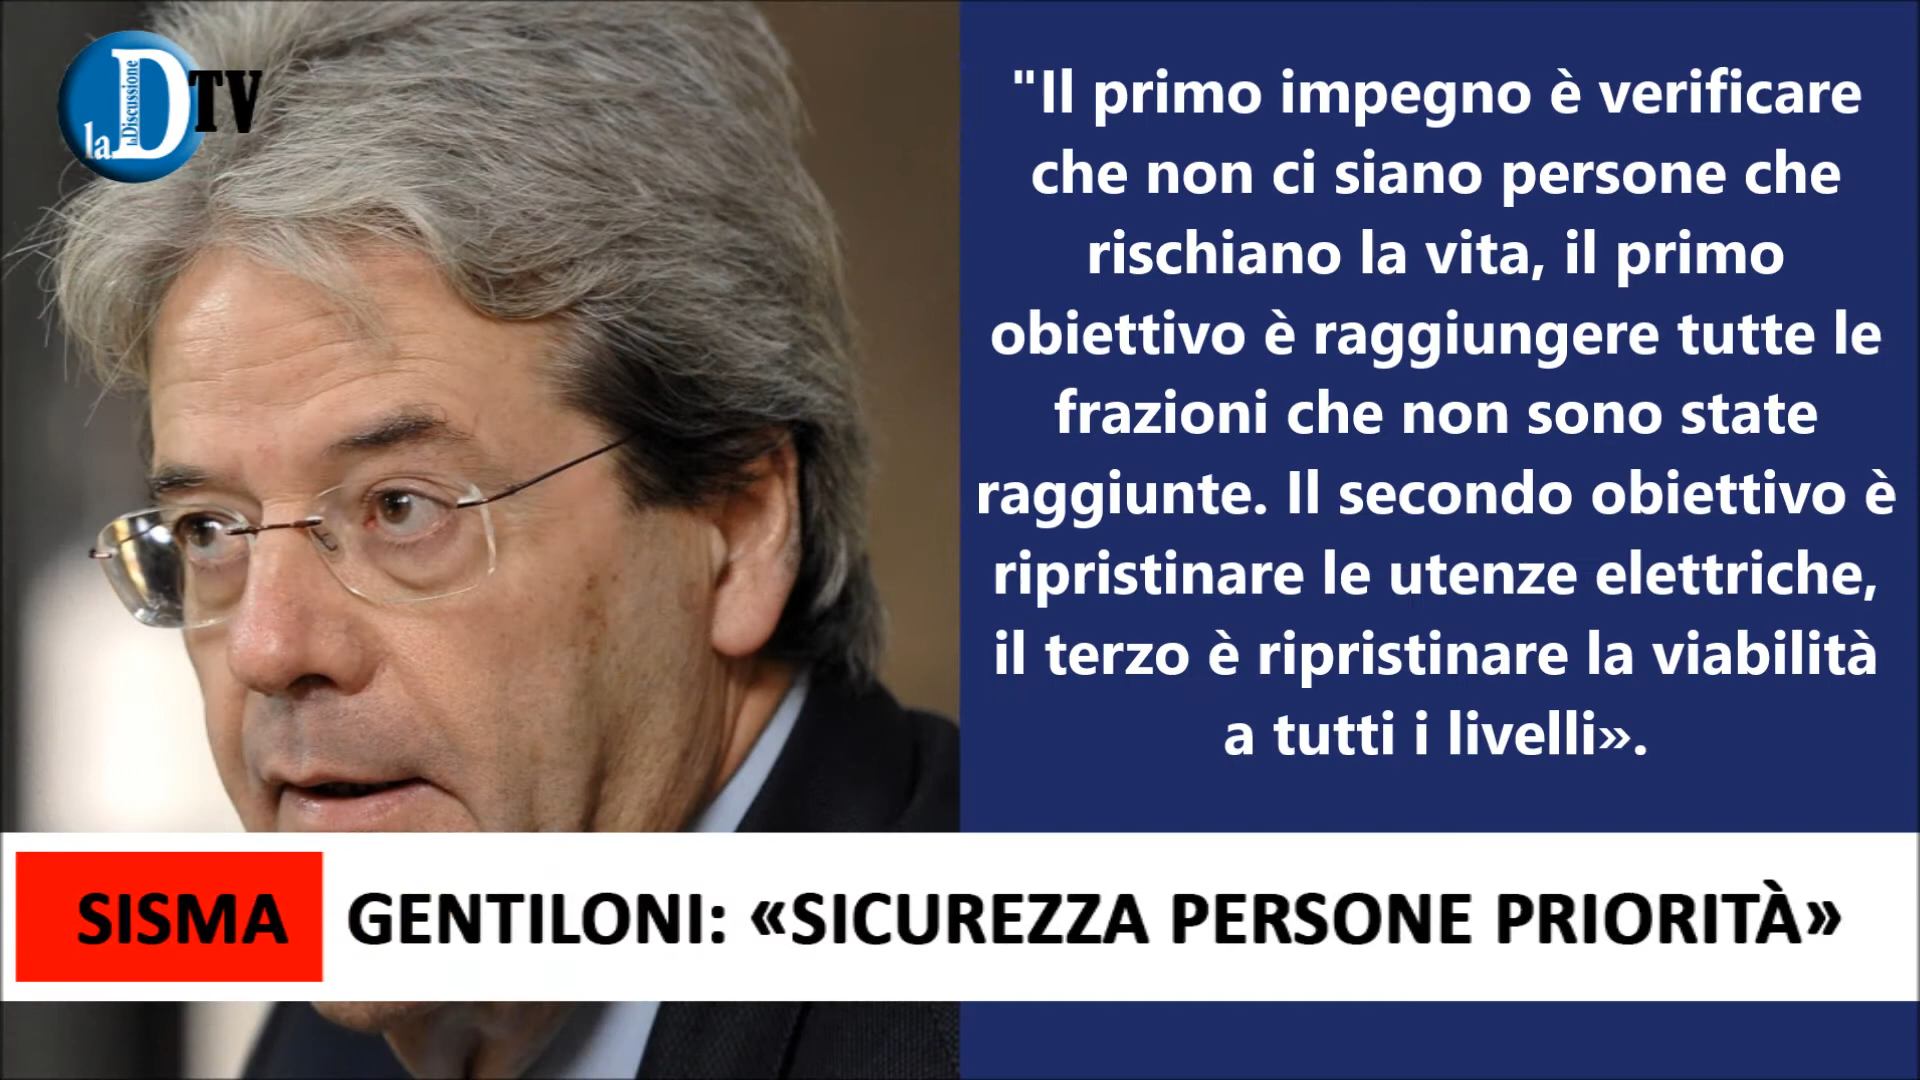 la
D
la Discussione
TV
"Il primo impegno è verificare
che non ci siano persone che
rischiano la vita, il primo
obiettivo è raggiungere tutte le
frazioni che non sono state
raggiunte. Il secondo obiettivo è
ripristinare le utenze elettriche,
il terzo è ripristinare la viabilità
a tutti i livelli».
SISMA GENTILONI: «SICUREZZA PERSONE PRIORITÀ»